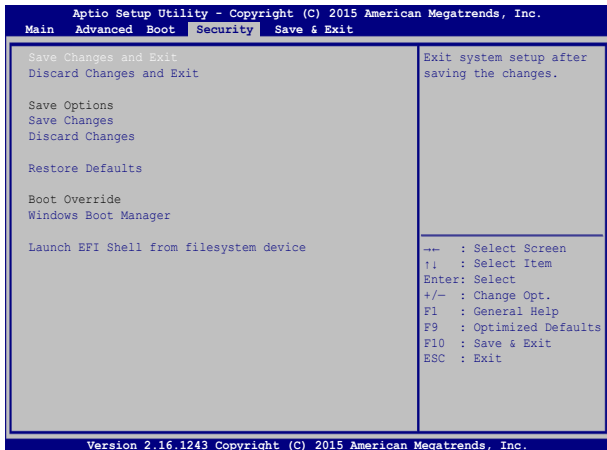 Aptio Setup Utility - Copyright (C) 2015 American Megatrends, Inc.
Main Advanced Boot Security Save & Exit
Save Changes and Exit
Discard Changes and Exit
Save Options
Save Changes
Discard Changes
Restore Defaults
Boot Override
Windows Boot Manager
Launch EFI Shell from filesystem device
Exit system setup after
saving the changes.
→← : Select Screen
↑↓ : Select Item
Enter: Select
+/— : Change Opt.
F1 : General Help
F9 : Optimized Defaults
F10 : Save & Exit
ESC : Exit
Version 2.16.1243 Copyright (C) 2015 American Megatrends, Inc.